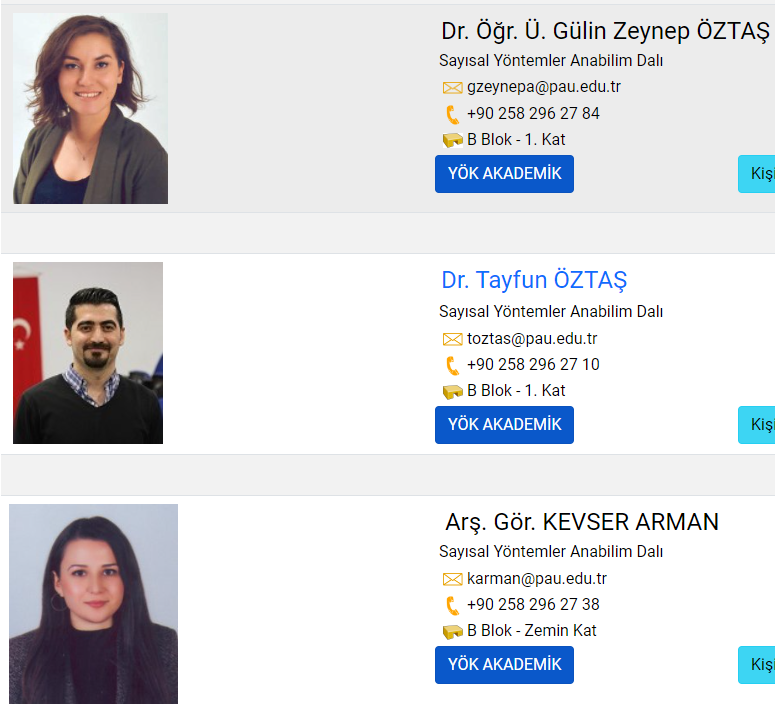 Dr. Öğr. Ü. Gülin Zeynep ÖZTAŞ
Sayısal Yöntemler Anabilim Dalı
gzeynepa@pau.edu.tr
+90 258 296 27 84
B Blok - 1. Kat
YÖK AKADEMİK Kişi
Dr. Tayfun ÖZTAŞ
Sayısal Yöntemler Anabilim Dalı
toztas@pau.edu.tr
+90 258 296 27 10
B Blok - 1. Kat
YÖK AKADEMİK Kişi
Arş. Gör. KEVSER ARMAN
Sayısal Yöntemler Anabilim Dalı
karman@pau.edu.tr
+90 258 296 27 38
B Blok - Zemin Kat
YÖK AKADEMİK Kişi